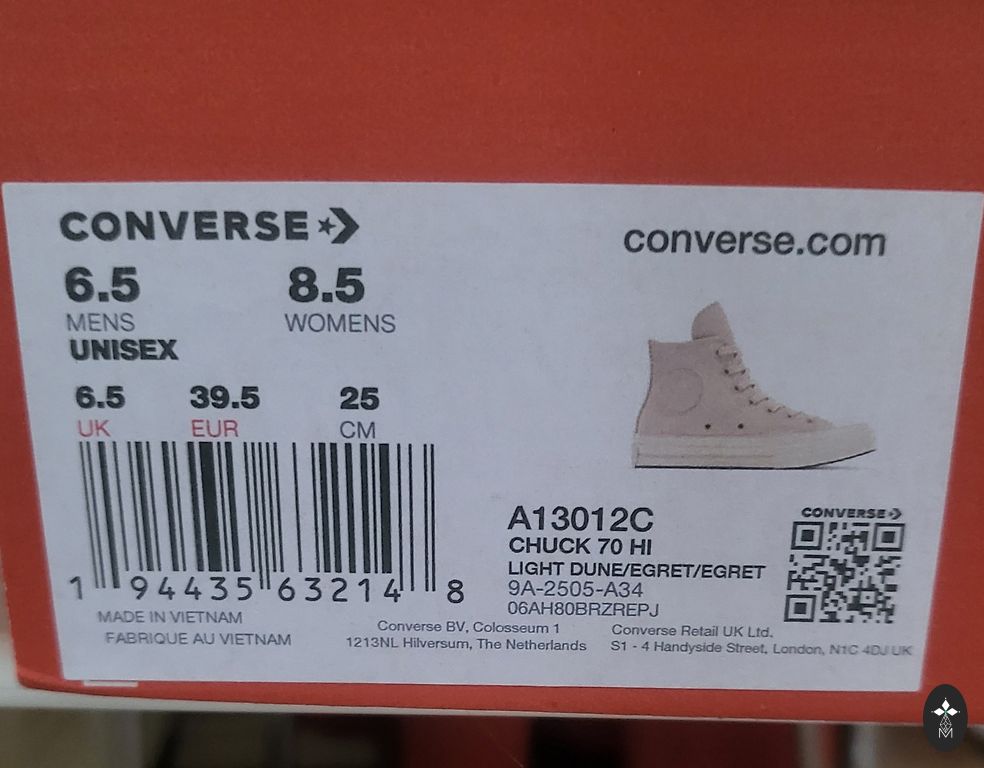 CONVERSE
converse.com
6.5 8.5
MENS WOMENS
UNISEX
6.5 39.5 25
UK EUR CM
1 94435 63214 8
MADE IN VIETNAM
FABRIQUE AU VIETNAM
A13012C
CHUCK 70 HI
LIGHT DUNE/EGRET/EGRET
9A-2505-A34
06AH80BRZREPJ
CONVERSE
Converse BV, Colosseum 1
1213NL Hilversum, The Netherlands
Converse Retail UK Ltd.
S1 - 4 Handyside Street, London, N1C 4DJ UK
M